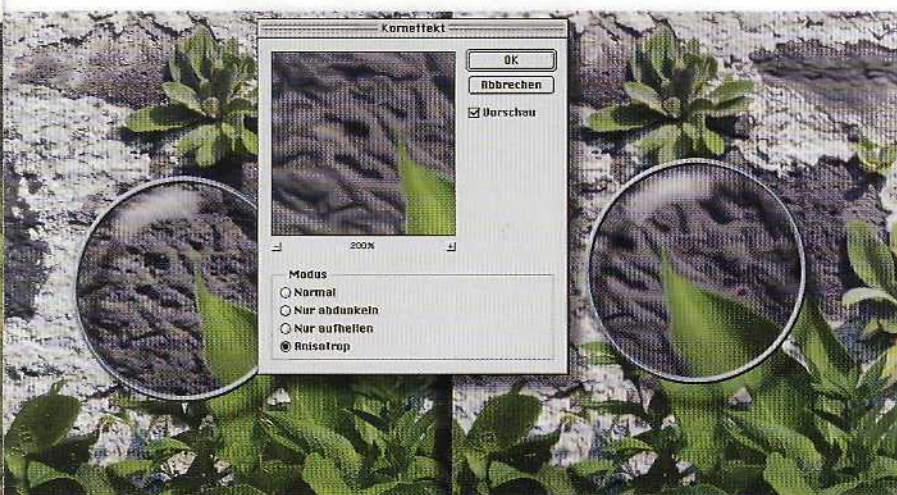 Korneffekt
OK
Abbrechen
Vorschau
200%
Modus
Normal
Nur abdunkeln
Nur aufhellen
Anisotrop